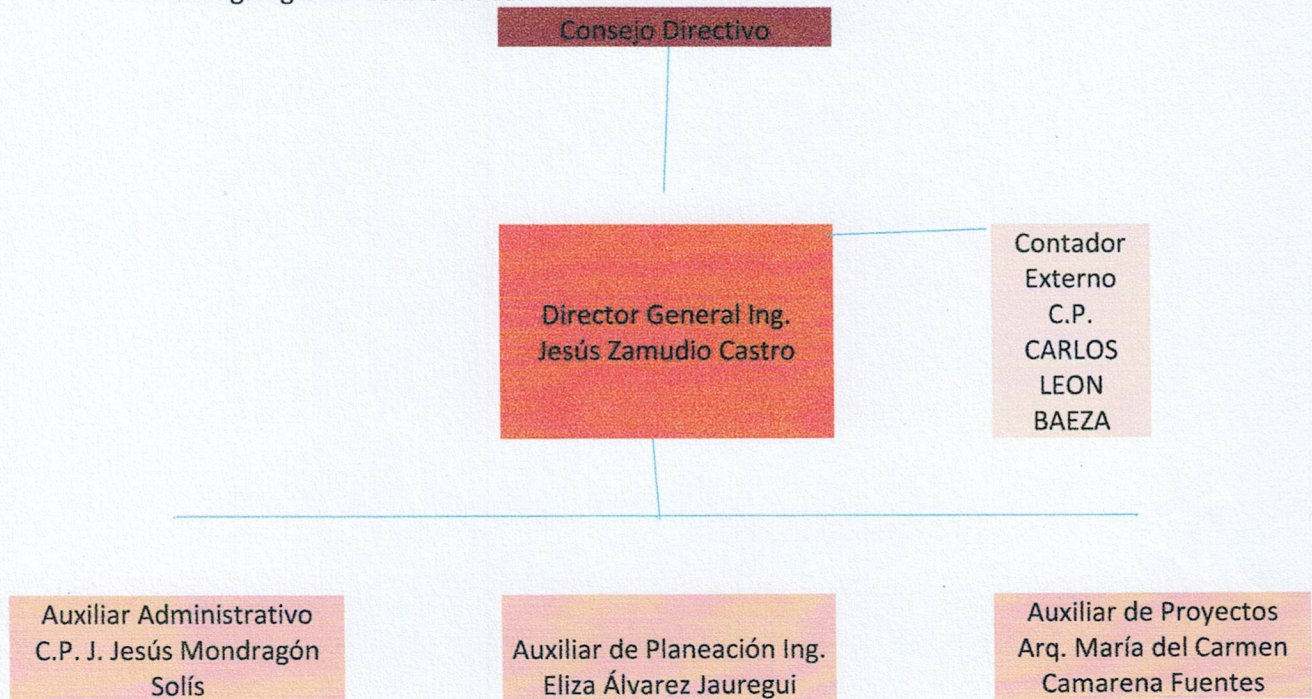 Consejo Directivo
Director General Ing.
Jesús Zamudio Castro
Contador
Externo
C.P.
CARLOS
LEON
BAEZA
Auxiliar Administrativo
C.P. J. Jesús Mondragón
Solís
Auxiliar de Planeación Ing.
Eliza Álvarez Jauregui
Auxiliar de Proyectos
Arq. María del Carmen
Camarena Fuentes